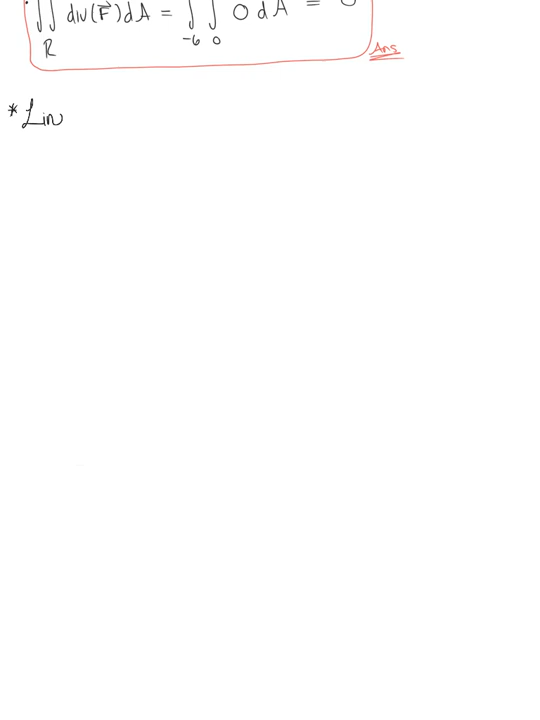 ∬ div(F⃗)dA = ∫∫ 0 dA = 0
R -6 0
Ans
* Lin